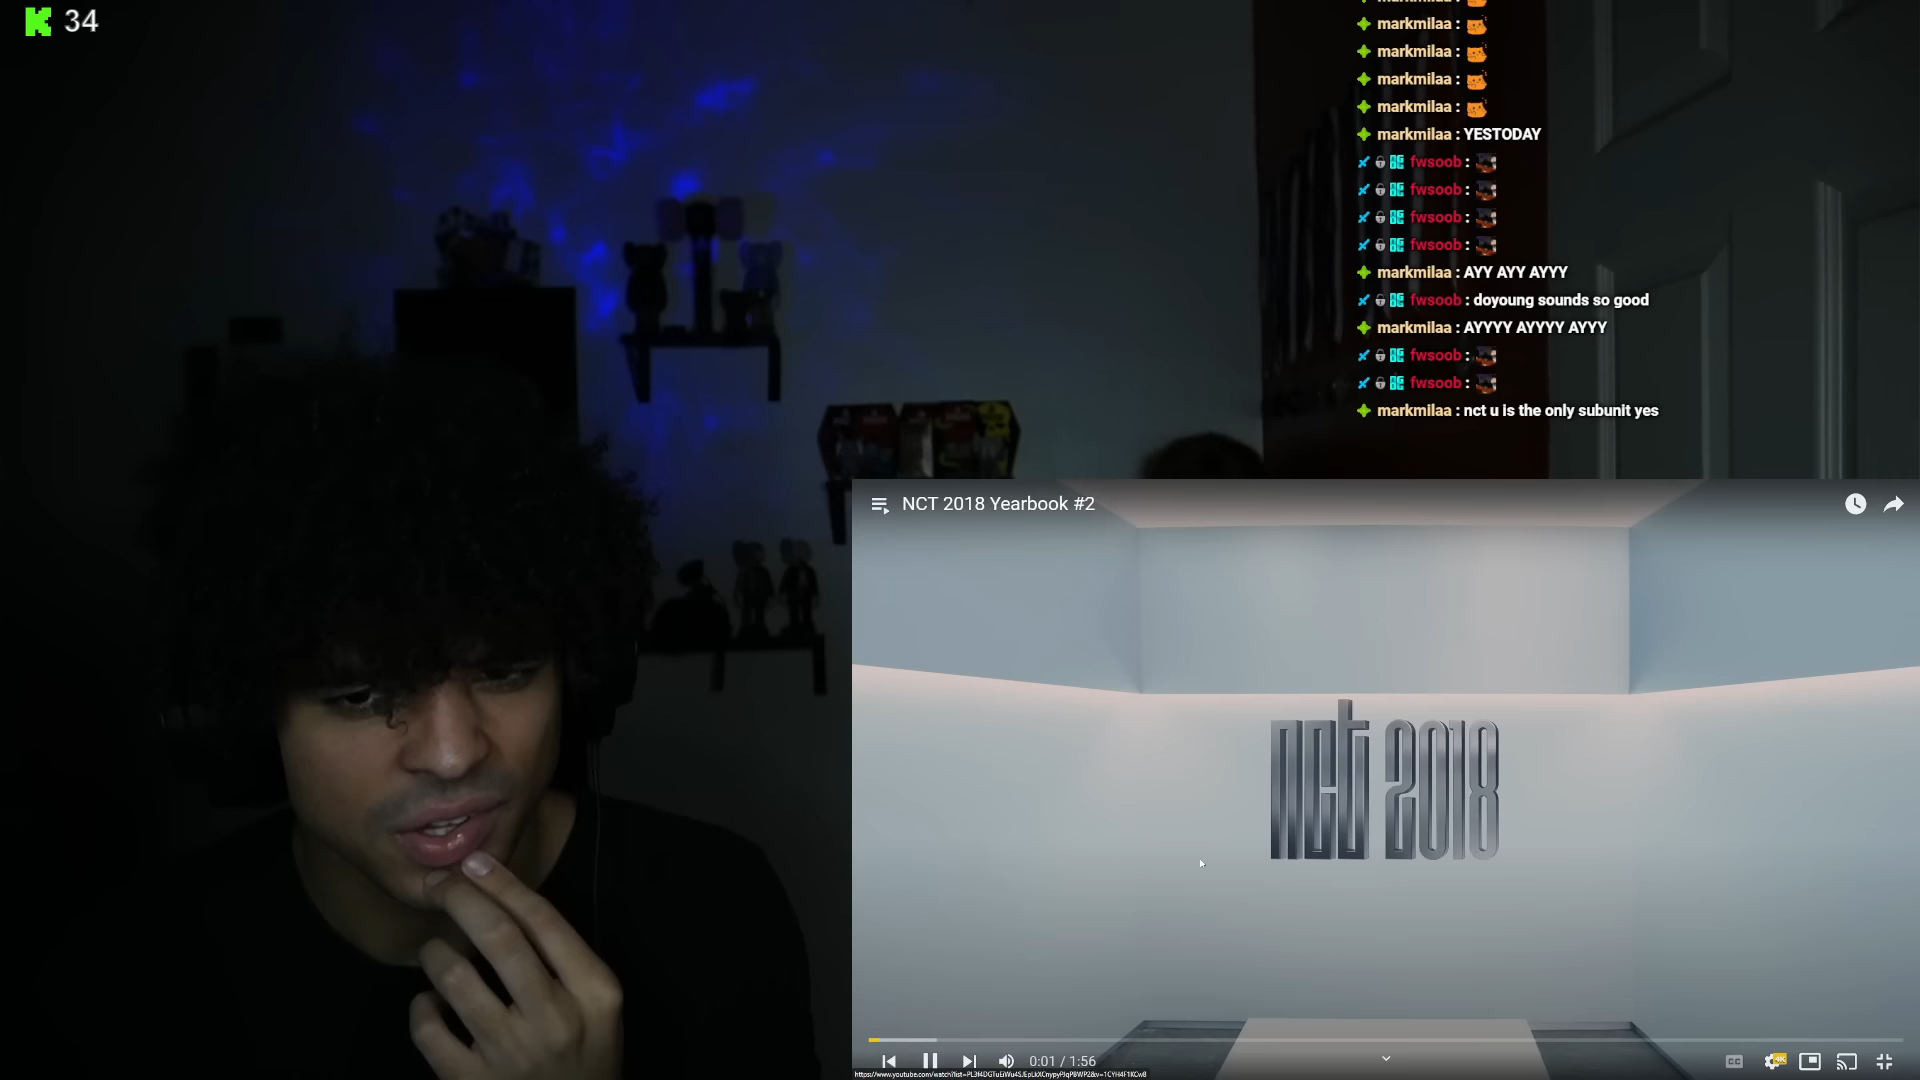 34
markmilaa :
markmilaa :
markmilaa :
markmilaa :
markmilaa : YESTODAY
fwsoob :
fwsoob :
fwsoob :
fwsoob :
markmilaa : AYY AYY AYYY
fwsoob : doyoung sounds so good
markmilaa : AYYYY AYYYY AYYY
fwsoob :
fwsoob :
markmilaa : nct u is the only subunit yes
NCT 2018 Yearbook #2
nct 2018
0:01 / 1:56
CC
4K